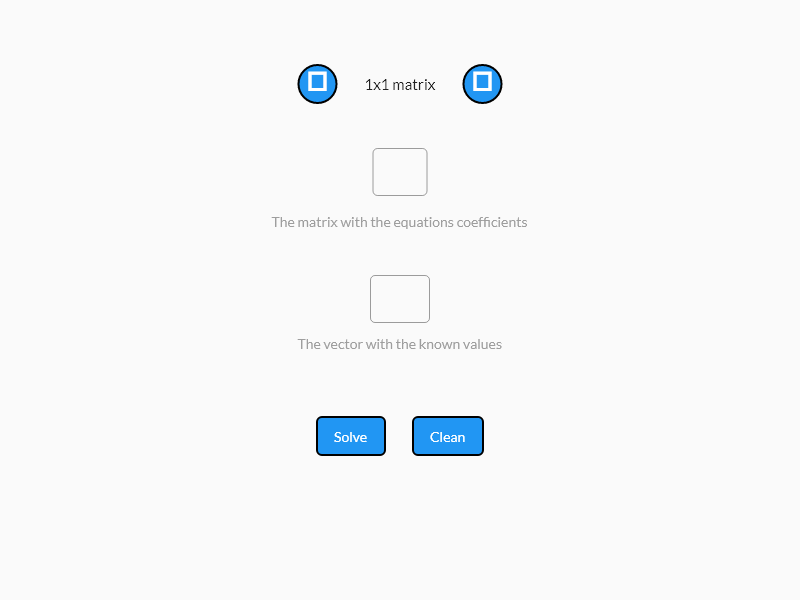 1x1 matrix
The matrix with the equations coefficients
The vector with the known values
Solve
Clean